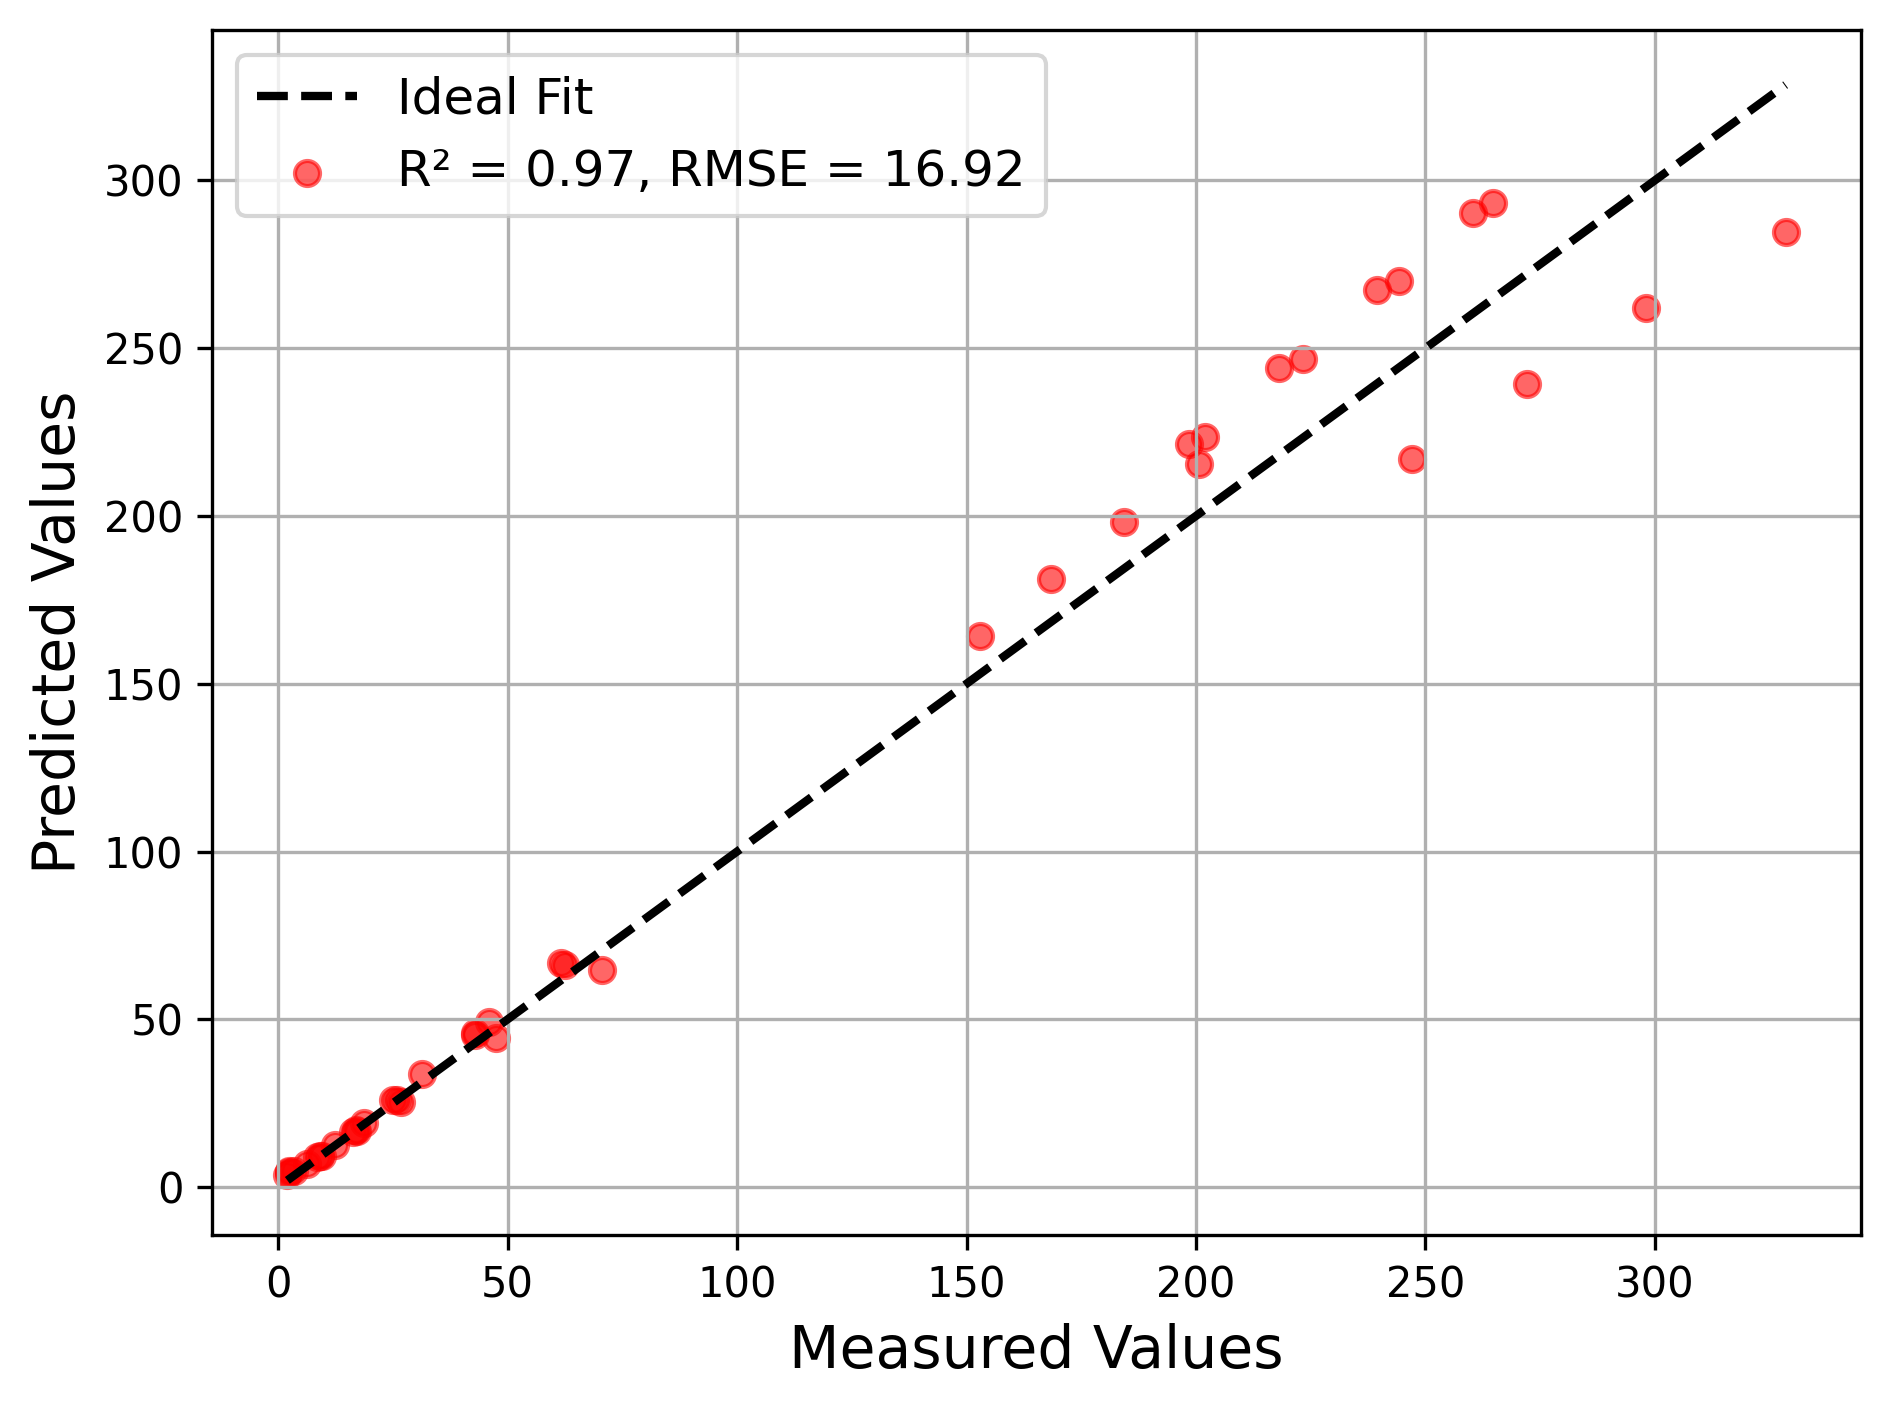 Ideal Fit
R² = 0.97, RMSE = 16.92
Predicted Values
300
250
200
150
100
50
0
0 50 100 150 200 250 300
Measured Values